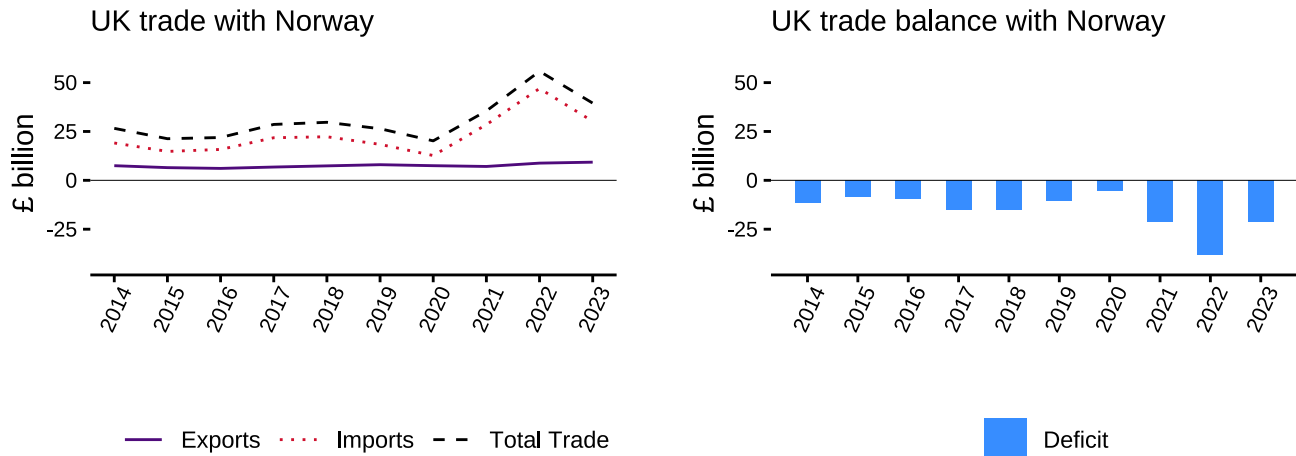 UK trade with Norway
£ billion
50
25
0
-25
2014 2015 2016 2017 2018 2019 2020 2021 2022 2023
Exports Imports Total Trade
UK trade balance with Norway
£ billion
50
25
0
-25
2014 2015 2016 2017 2018 2019 2020 2021 2022 2023
Deficit